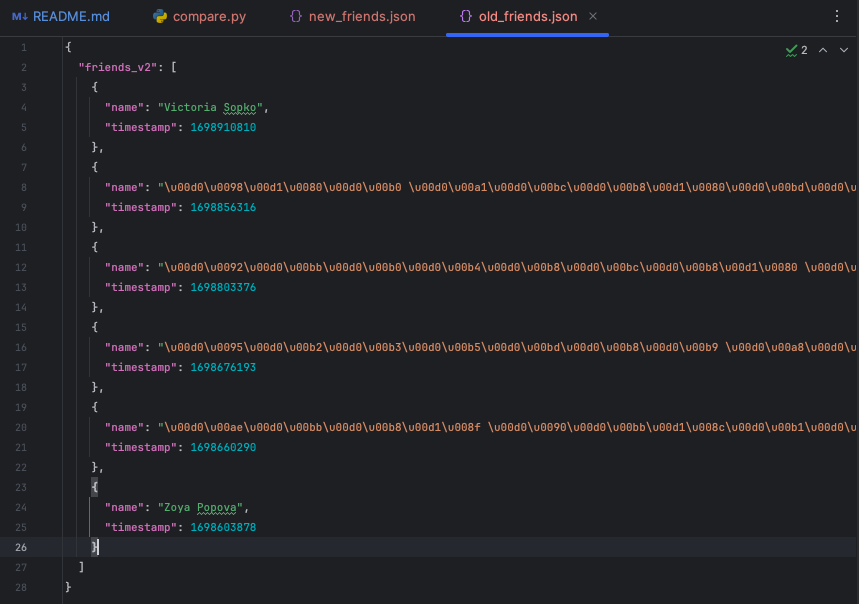 M↓ README.md compare.py {} new_friends.json {} old_friends.json ×
1 { 2
2 "friends_v2": [
3 {
4 "name": "Victoria Sopko",
5 "timestamp": 1698910810
6 },
7 {
8 "name": "\u00d0\u0098\u00d1\u0080\u00d0\u00b0 \u00d0\u00a1\u00d0\u00bc\u00d0\u00b8\u00d1\u0080\u00d0\u00bd\u00d0\u
9 "timestamp": 1698856316
10 },
11 {
12 "name": "\u00d0\u0092\u00d0\u00bb\u00d0\u00b0\u00d0\u00b4\u00d0\u00b8\u00d0\u00bc\u00d0\u00b8\u00d1\u0080 \u00d0\u
13 "timestamp": 1698803376
14 },
15 {
16 "name": "\u00d0\u0095\u00d0\u00b2\u00d0\u00b3\u00d0\u00b5\u00d0\u00bd\u00d0\u00b8\u00d0\u00b9 \u00d0\u00a8\u00d0\u
17 "timestamp": 1698676193
18 },
19 {
20 "name": "\u00d0\u00ae\u00d0\u00bb\u00d0\u00b8\u00d1\u008f \u00d0\u0090\u00d0\u00bb\u00d1\u008c\u00d0\u00b1\u00d0\u
21 "timestamp": 1698660290
22 },
23 {
24 "name": "Zoya Popova",
25 "timestamp": 1698603878
26 }
27 ]
28 }